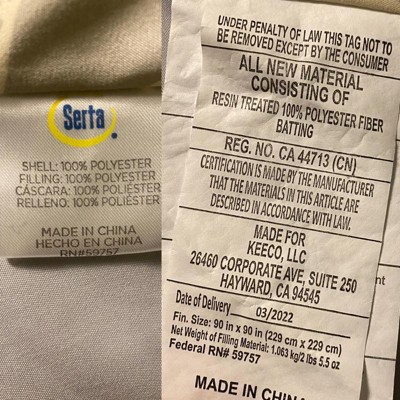 Serta
SHELL: 100% POLYESTER
FILLING: 100% POLYESTER
CÁSCARA: 100% POLIÉSTER
RELLENO: 100% POLIÉSTER
MADE IN CHINA
HECHO EN CHINA
RN#59757
UNDER PENALTY OF LAW THIS TAG NOT TO
BE REMOVED EXCEPT BY THE CONSUMER
ALL NEW MATERIAL
CONSISTING OF
RESIN TREATED 100% POLYESTER FIBER
BATTING
REG. NO. CA 44713 (CN)
CERTIFICATION IS MADE BY THE MANUFACTURER
THAT THE MATERIALS IN THIS ARTICLE ARE
DESCRIBED IN ACCORDANCE WITH LAW.
MADE FOR
KEECO, LLC
26460 CORPORATE AVE, SUITE 250
HAYWARD, CA 94545
Date of Delivery 03/2022
Fin. Size: 90 in x 90 in (229 cm x 229 cm)
Net Weight of Filling Material: 1.063 kg/2 lbs 5.5 oz
Federal RN# 59757
MADE IN CHINA